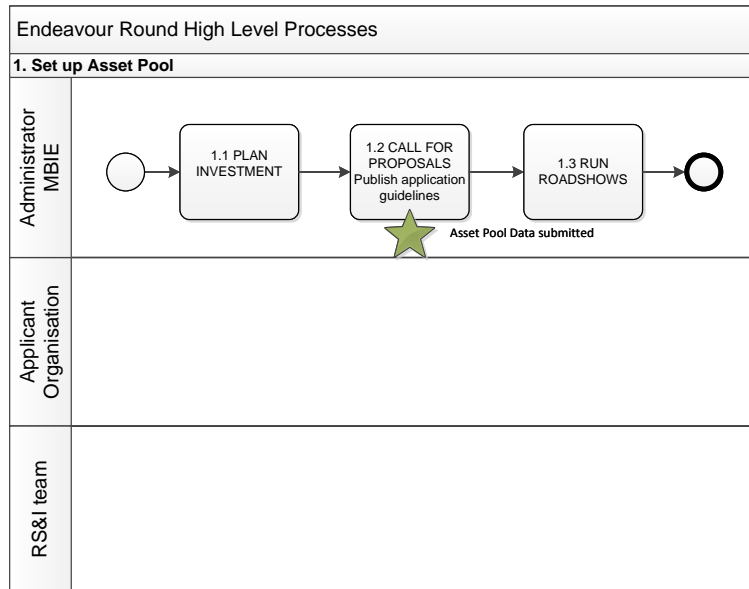 Endeavour Round High Level Processes
1. Set up Asset Pool
Administrator
MBIE
1.1 PLAN
INVESTMENT
1.2 CALL FOR
PROPOSALS
Publish application
guidelines
1.3 RUN
ROADSHOWS
Asset Pool Data submitted
Applicant
Organisation
RS&I team